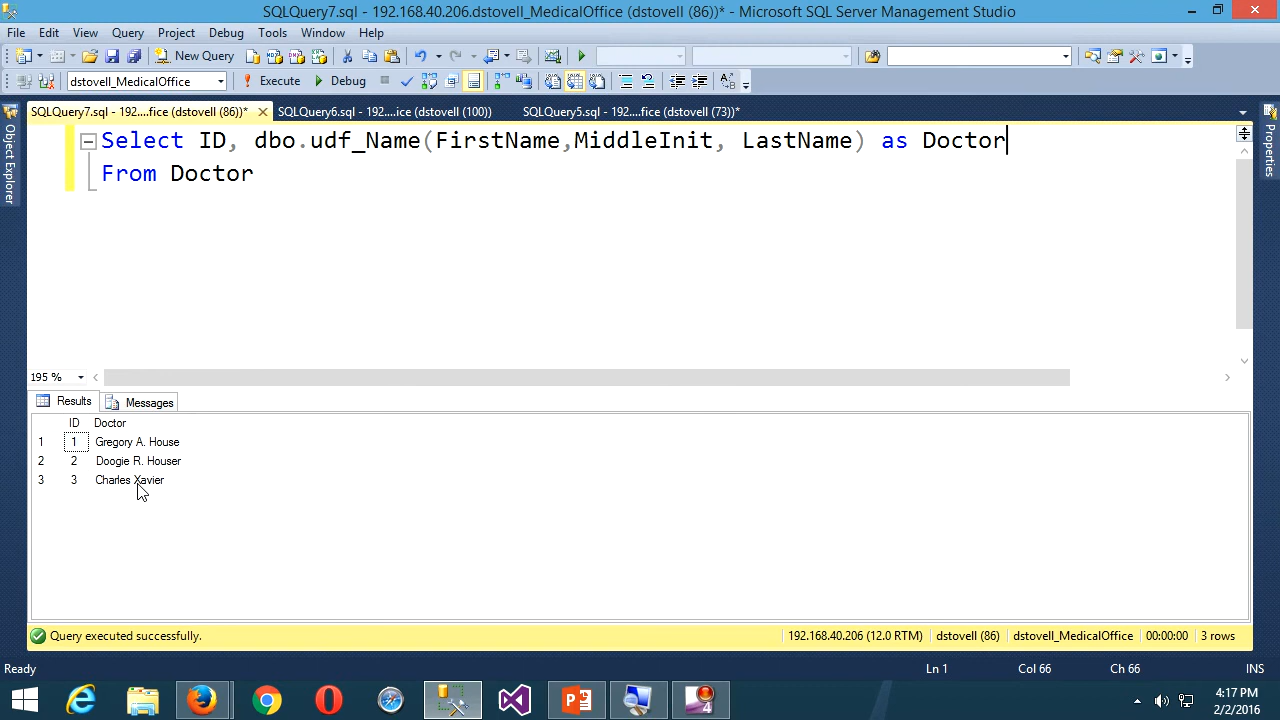 SQLQuery7.sql - 192.168.40.206.dstovell_MedicalOffice (dstovell (86))* - Microsoft SQL Server Management Studio
File Edit View Query Project Debug Tools Window Help
New Query
dstovell_MedicalOffice Execute Debug
SQLQuery7.sql - 192....fice (dstovell (86))* SQLQuery6.sql - 192....ice (dstovell (100)) SQLQuery5.sql - 192....fice (dstovell (73))*
Object Explorer
Properties
Select ID, dbo.udf_Name(FirstName,MiddleInit, LastName) as Doctor
From Doctor
195 %
Results Messages
ID Doctor
1 1 Gregory A. House
2 2 Doogie R. Houser
3 3 Charles Xavier
Query executed successfully. 192.168.40.206 (12.0 RTM) dstovell (86) dstovell_MedicalOffice 00:00:00 3 rows
Ready Ln 1 Col 66 Ch 66 INS
4:17 PM
2/2/2016